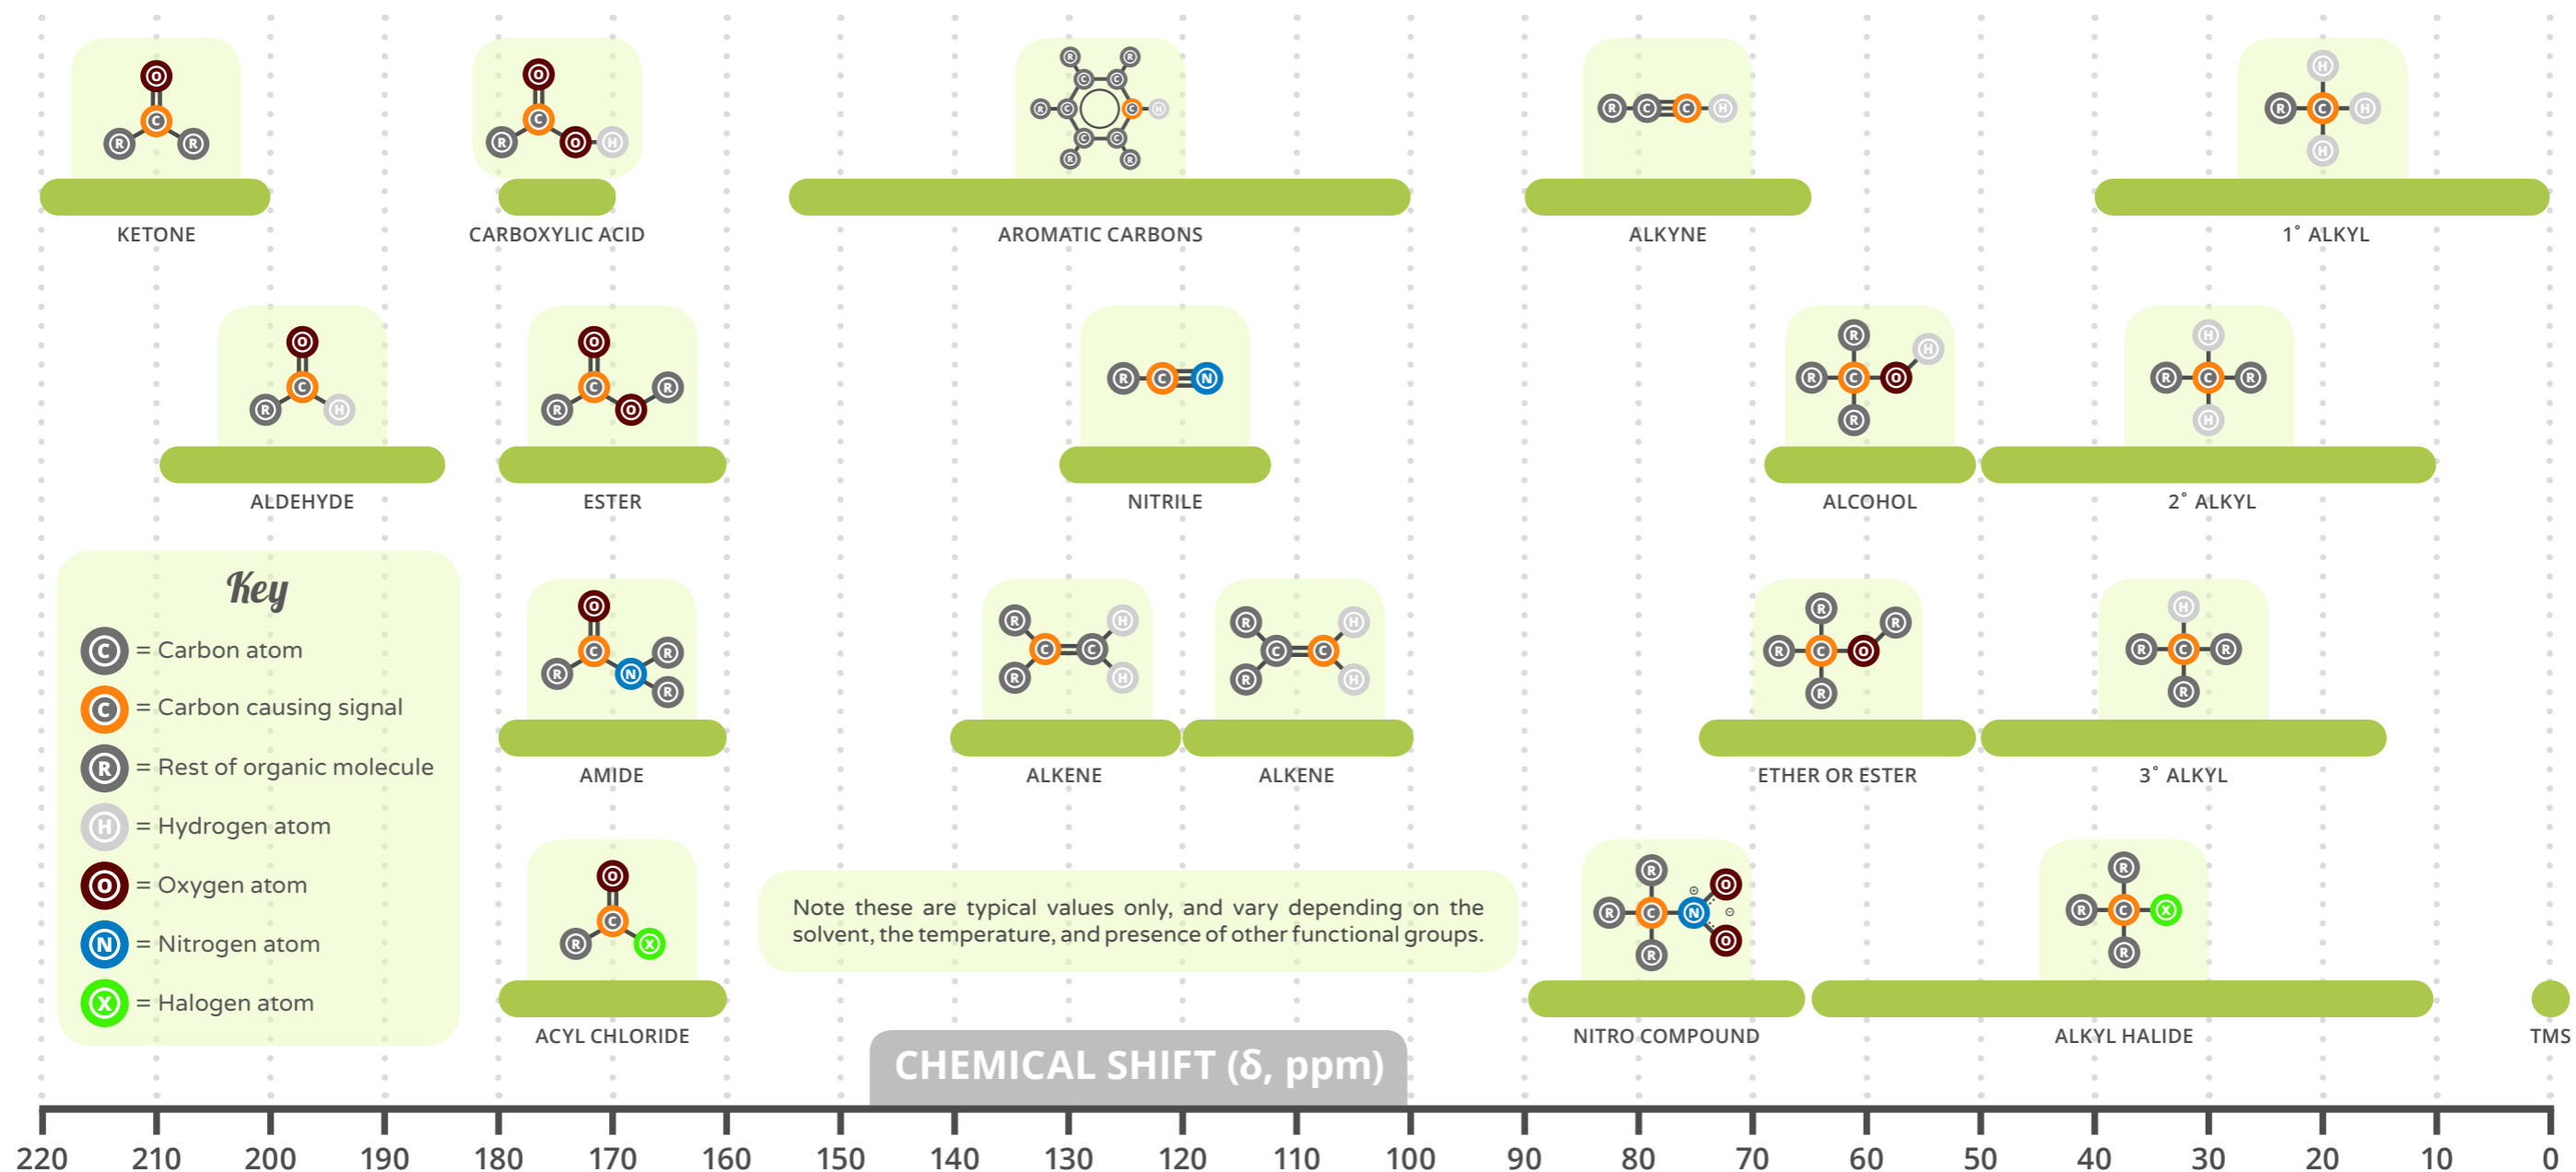 O
C
R
R
KETONE
O
C
R
O
H
CARBOXYLIC ACID
R
R
C
C
R
C
C
H
C
C
R
R
AROMATIC CARBONS
R
C
C
H
ALKYNE
H
R
C
H
H
1˚ ALKYL
O
C
R
H
ALDEHYDE
O
C
R
R
O
ESTER
R
C
N
NITRILE
R
H
R
C
O
R
ALCOHOL
H
R
C
R
H
2˚ ALKYL
Key
C = Carbon atom
C = Carbon causing signal
R = Rest of organic molecule
H = Hydrogen atom
O = Oxygen atom
N = Nitrogen atom
X = Halogen atom
O
C
R
R
N
R
AMIDE
R
H
C
C
R
H
ALKENE
R
H
C
C
R
H
ALKENE
R
R
R
C
O
R
ETHER OR ESTER
H
R
C
R
R
3˚ ALKYL
O
C
R
X
ACYL CHLORIDE
Note these are typical values only, and vary depending on the
solvent, the temperature, and presence of other functional groups.
R
O
⊕
R
C
N
⊖
R
O
NITRO COMPOUND
R
R
C
X
R
ALKYL HALIDE
TMS
CHEMICAL SHIFT (δ, ppm)
220 210 200 190 180 170 160 150 140 130 120 110 100 90 80 70 60 50 40 30 20 10 0